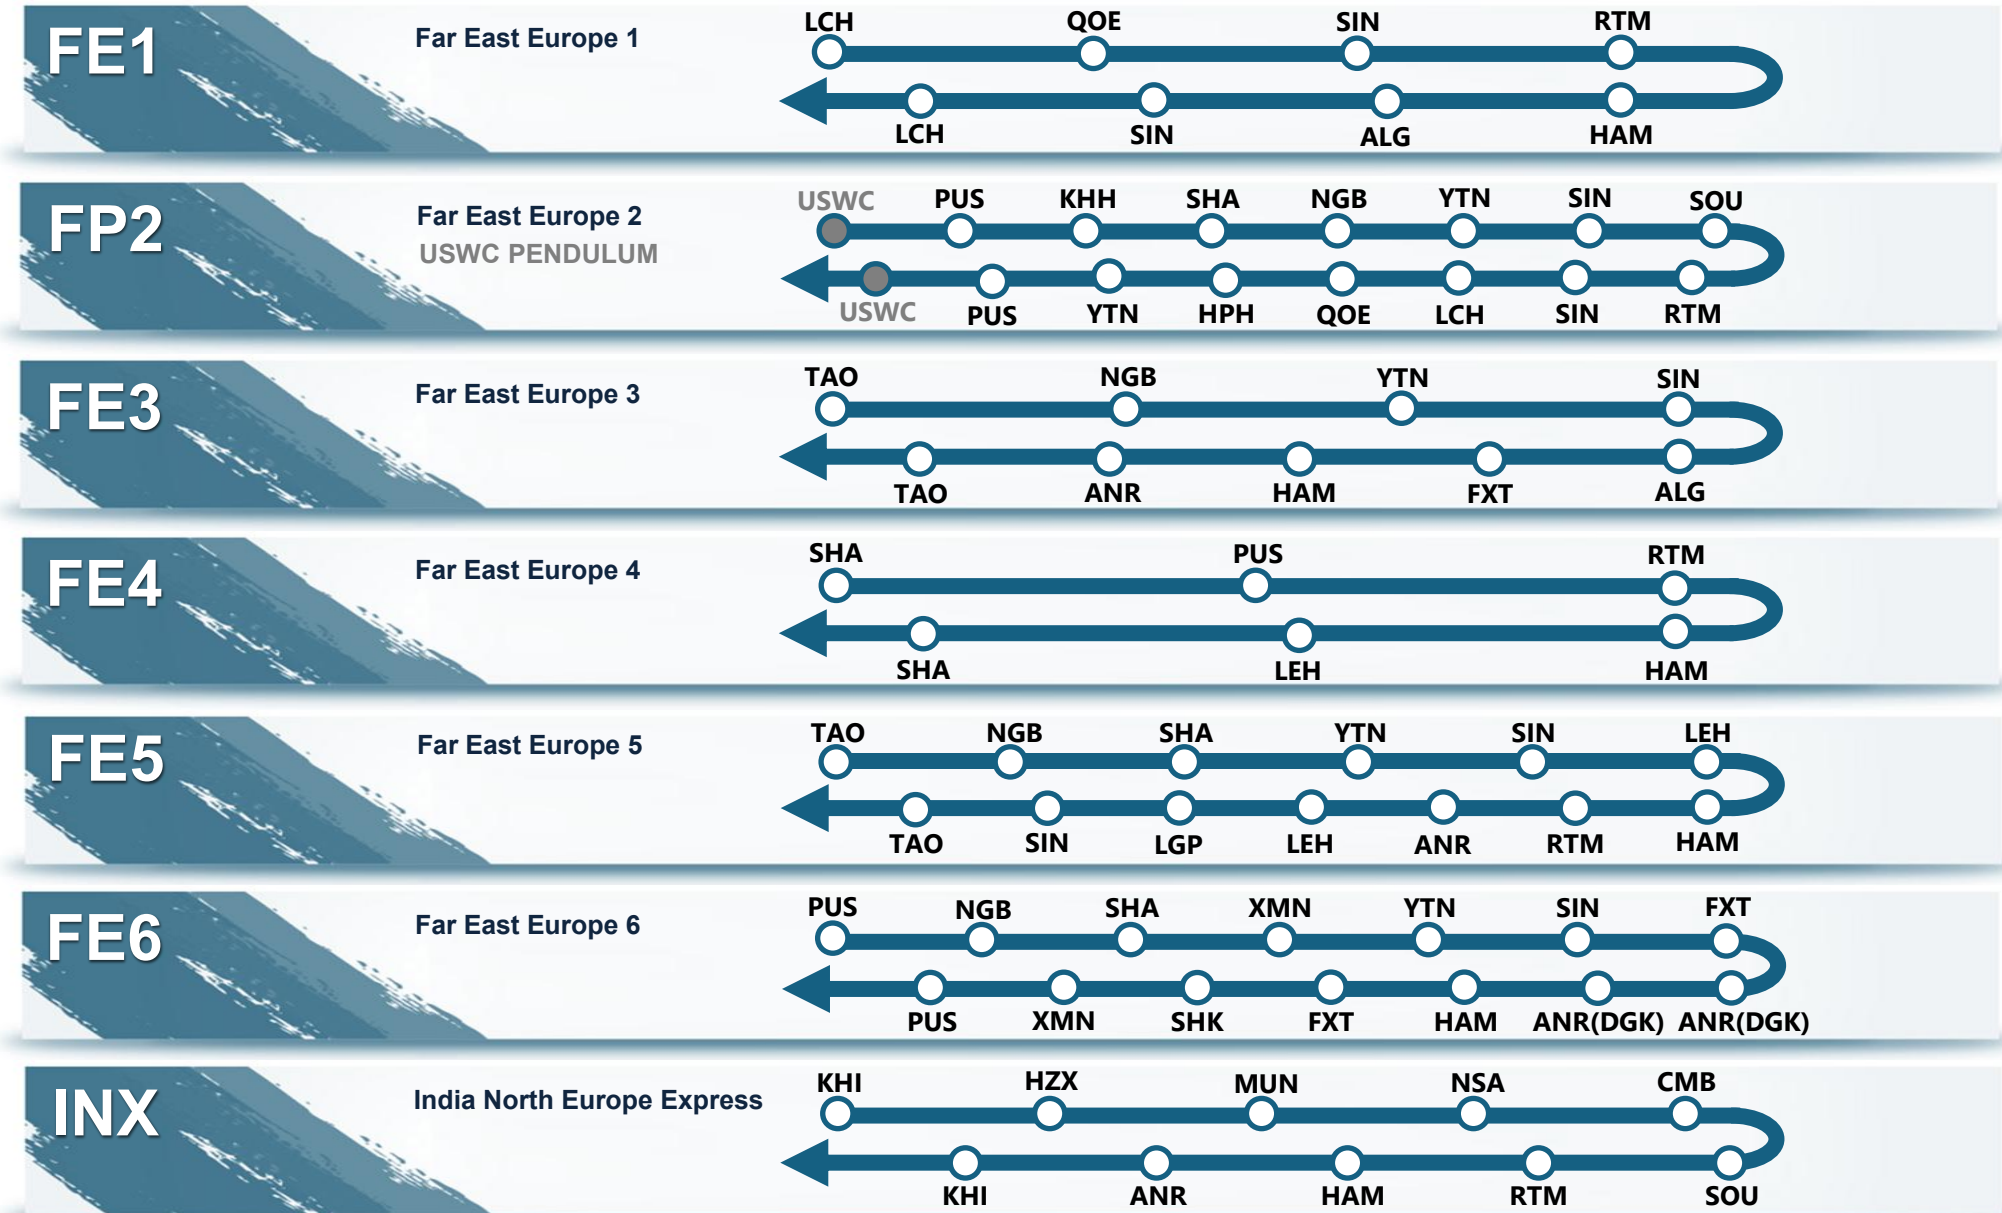 FE1
Far East Europe 1
LCH QOE SIN RTM
LCH SIN ALG HAM
FP2
Far East Europe 2
USWC PENDULUM
USWC PUS KHH SHA NGB YTN SIN SOU
USWC PUS YTN HPH QOE LCH SIN RTM
FE3
Far East Europe 3
TAO NGB YTN SIN
TAO ANR HAM FXT ALG
FE4
Far East Europe 4
SHA PUS RTM
SHA LEH HAM
FE5
Far East Europe 5
TAO NGB SHA YTN SIN LEH
TAO SIN LGP LEH ANR RTM HAM
FE6
Far East Europe 6
PUS NGB SHA XMN YTN SIN FXT
PUS XMN SHK FXT HAM ANR(DGK) ANR(DGK)
INX
India North Europe Express
KHI HZX MUN NSA CMB
KHI ANR HAM RTM SOU